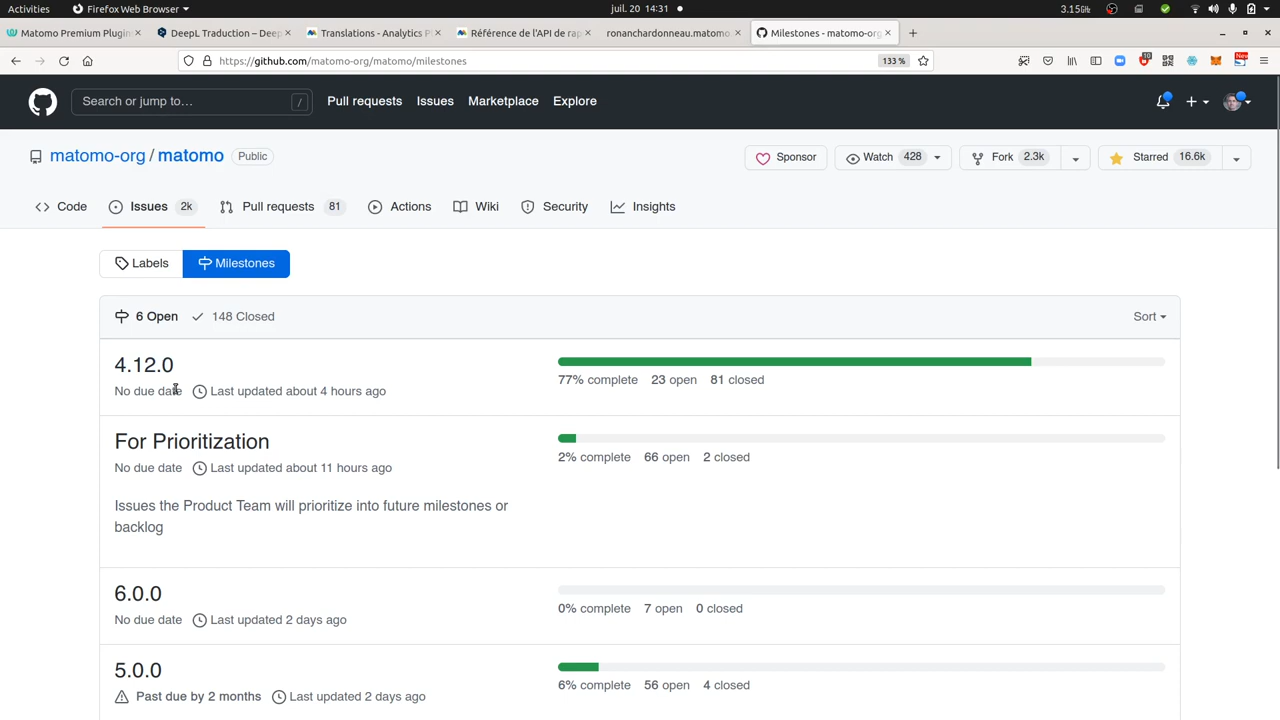 Activities
Firefox Web Browser
juil. 20 14:31
3.15
Matomo Premium Plugin
DeepL Traduction – Deep
Translations - Analytics P
Référence de l'API de rap
ronanchardonneau.matomo.
Milestones - matomo-org
https://github.com/matomo-org/matomo/milestones
133 %
10
New
Search or jump to…
/
Pull requests
Issues
Marketplace
Explore
matomo-org / matomo
Public
Sponsor
Watch 428
Fork 2.3k
Starred 16.6k
Code
Issues 2k
Pull requests 81
Actions
Wiki
Security
Insights
Labels
Milestones
6 Open
148 Closed
Sort
4.12.0
No due date
Last updated about 4 hours ago
77% complete 23 open 81 closed
For Prioritization
No due date
Last updated about 11 hours ago
2% complete 66 open 2 closed
Issues the Product Team will prioritize into future milestones or
backlog
6.0.0
No due date
Last updated 2 days ago
0% complete 7 open 0 closed
5.0.0
Past due by 2 months
Last updated 2 days ago
6% complete 56 open 4 closed